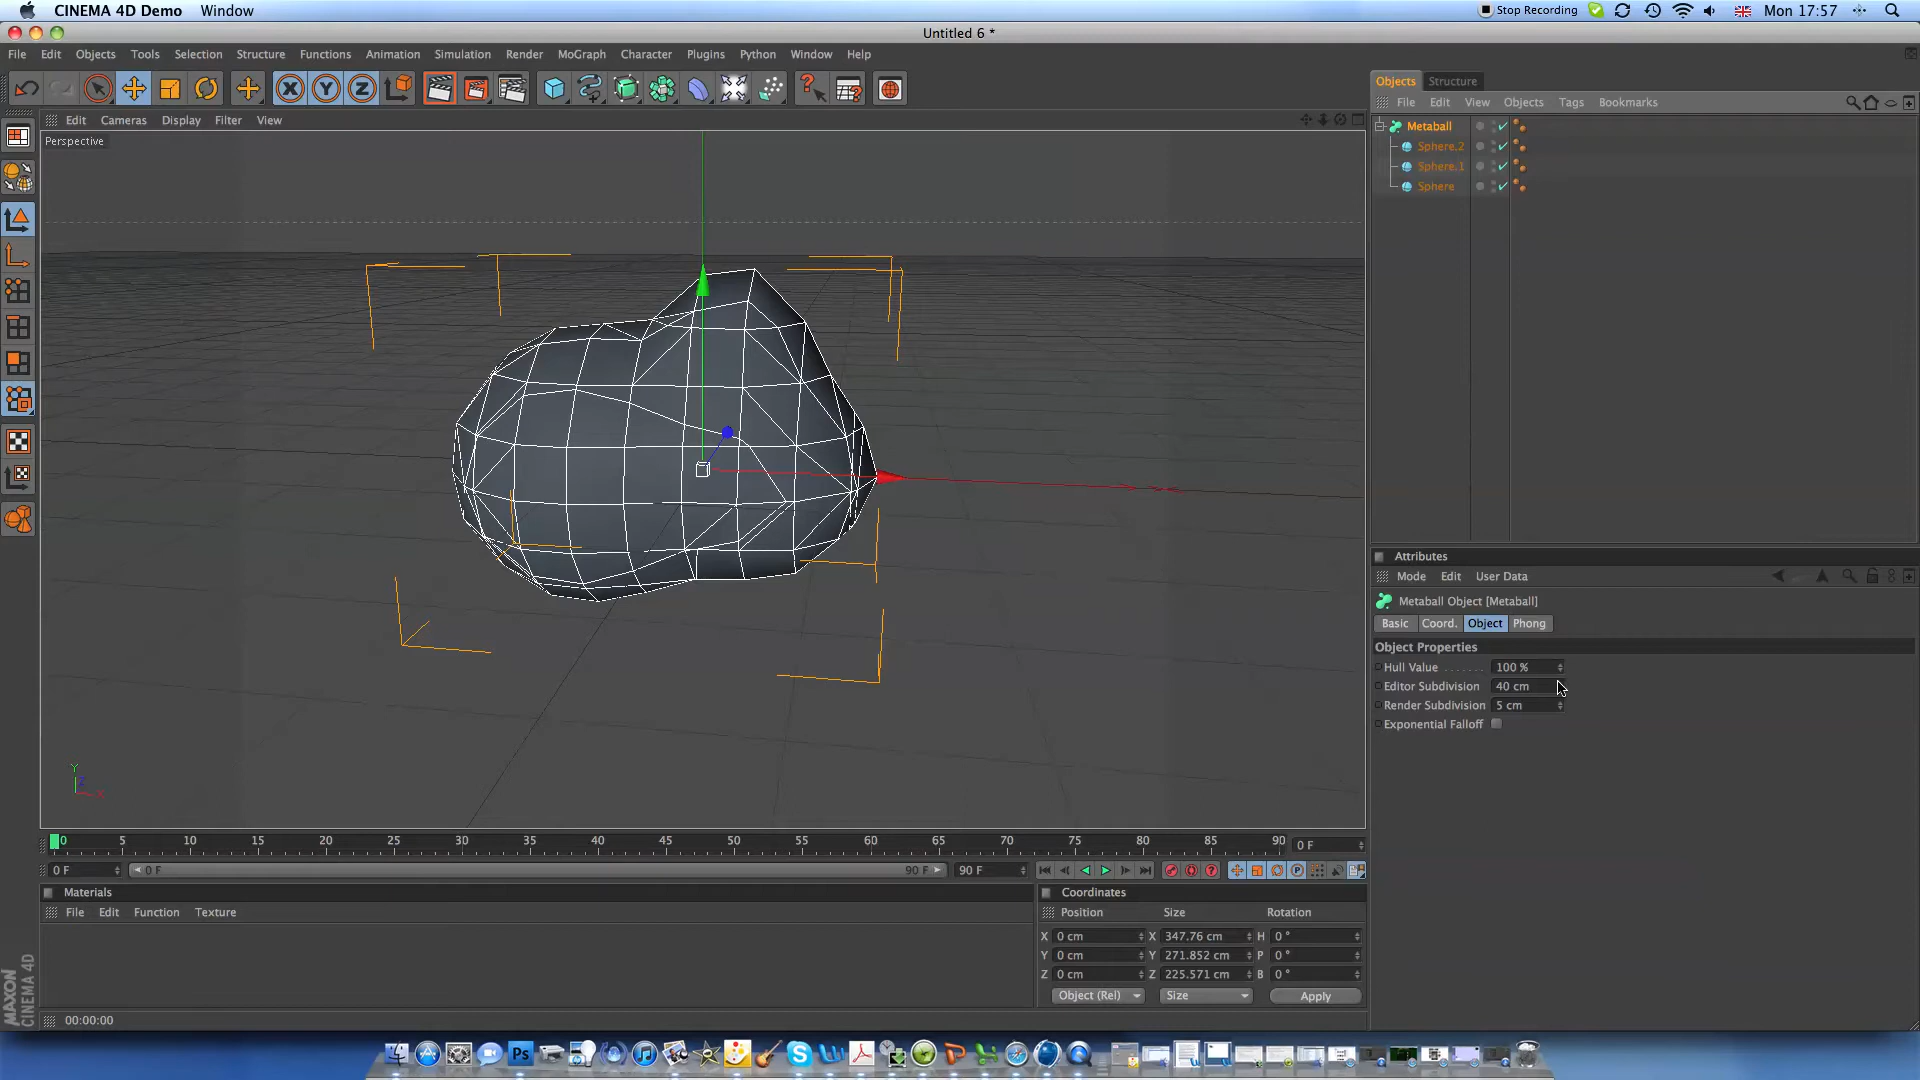 CINEMA 4D Demo Window Stop Recording Mon 17:57
Untitled 6 *
File Edit Objects Tools Selection Structure Functions Animation Simulation Render MoGraph Character Plugins Python Window Help
Objects Structure
File Edit View Objects Tags Bookmarks
Edit Cameras Display Filter View
Perspective
Metaball
Sphere.2
Sphere.1
Sphere
Attributes
Mode Edit User Data
Metaball Object [Metaball]
Basic Coord. Object Phong
Object Properties
Hull Value 100 %
Editor Subdivision 40 cm
Render Subdivision 5 cm
Exponential Falloff
Y
Z
X
0 5 10 15 20 25 30 35 40 45 50 55 60 65 70 75 80 85 90 0 F
0 F 0 F 90 F 90 F
Materials
File Edit Function Texture
Coordinates
Position Size Rotation
X 0 cm X 347.76 cm H 0 °
Y 0 cm Y 271.852 cm P 0 °
Z 0 cm Z 225.571 cm B 0 °
Object (Rel) Size Apply
MAXON
CINEMA 4D
00:00:00